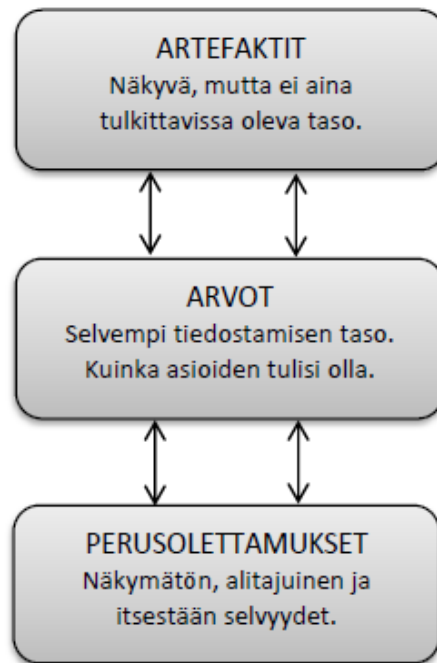 ARTEFAKTIT
Näkyvä, mutta ei aina
tulkittavissa oleva taso.
ARVOT
Selvempi tiedostamisen taso.
Kuinka asioiden tulisi olla.
PERUSOLETTAMUKSET
Näkymätön, alitajuinen ja
itsestään selvyydet.